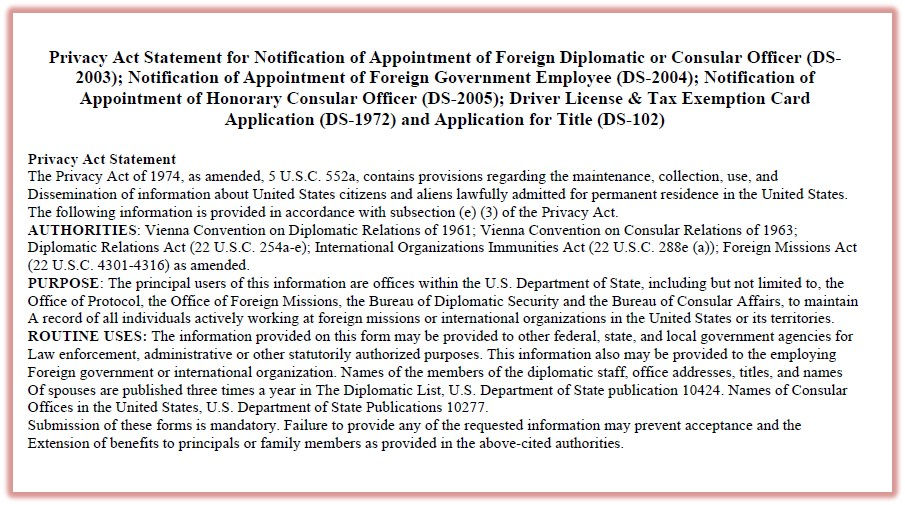 Privacy Act Statement for Notification of Appointment of Foreign Diplomatic or Consular Officer (DS-
2003); Notification of Appointment of Foreign Government Employee (DS-2004); Notification of
Appointment of Honorary Consular Officer (DS-2005); Driver License & Tax Exemption Card
Application (DS-1972) and Application for Title (DS-102)
Privacy Act Statement
The Privacy Act of 1974, as amended, 5 U.S.C. 552a, contains provisions regarding the maintenance, collection, use, and
Dissemination of information about United States citizens and aliens lawfully admitted for permanent residence in the United States.
The following information is provided in accordance with subsection (e) (3) of the Privacy Act.
AUTHORITIES: Vienna Convention on Diplomatic Relations of 1961; Vienna Convention on Consular Relations of 1963;
Diplomatic Relations Act (22 U.S.C. 254a-e); International Organizations Immunities Act (22 U.S.C. 288e (a)); Foreign Missions Act
(22 U.S.C. 4301-4316) as amended.
PURPOSE: The principal users of this information are offices within the U.S. Department of State, including but not limited to, the
Office of Protocol, the Office of Foreign Missions, the Bureau of Diplomatic Security and the Bureau of Consular Affairs, to maintain
A record of all individuals actively working at foreign missions or international organizations in the United States or its territories.
ROUTINE USES: The information provided on this form may be provided to other federal, state, and local government agencies for
Law enforcement, administrative or other statutorily authorized purposes. This information also may be provided to the employing
Foreign government or international organization. Names of the members of the diplomatic staff, office addresses, titles, and names
Of spouses are published three times a year in The Diplomatic List, U.S. Department of State publication 10424. Names of Consular
Offices in the United States, U.S. Department of State Publications 10277.
Submission of these forms is mandatory. Failure to provide any of the requested information may prevent acceptance and the
Extension of benefits to principals or family members as provided in the above-cited authorities.